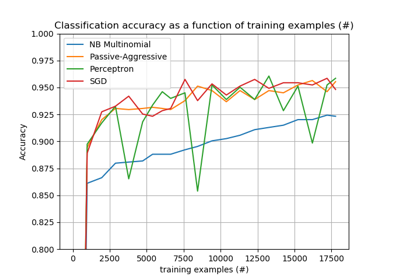 Classification accuracy as a function of training examples (#)
1.000
0.975
0.950
0.925
0.900
0.875
0.850
0.825
0.800
Accuracy
NB Multinomial
Passive-Aggressive
Perceptron
SGD
0 2500 5000 7500 10000 12500 15000 17500
training examples (#)